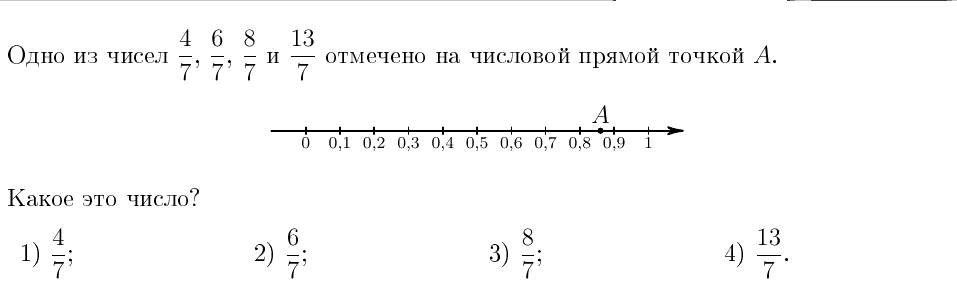 Одно из чисел 4/7, 6/7, 8/7 и 13/7 отмечено на числовой прямой точкой A.
A
0 0,1 0,2 0,3 0,4 0,5 0,6 0,7 0,8 0,9 1
Какое это число?
1) 4/7; 2) 6/7; 3) 8/7; 4) 13/7.